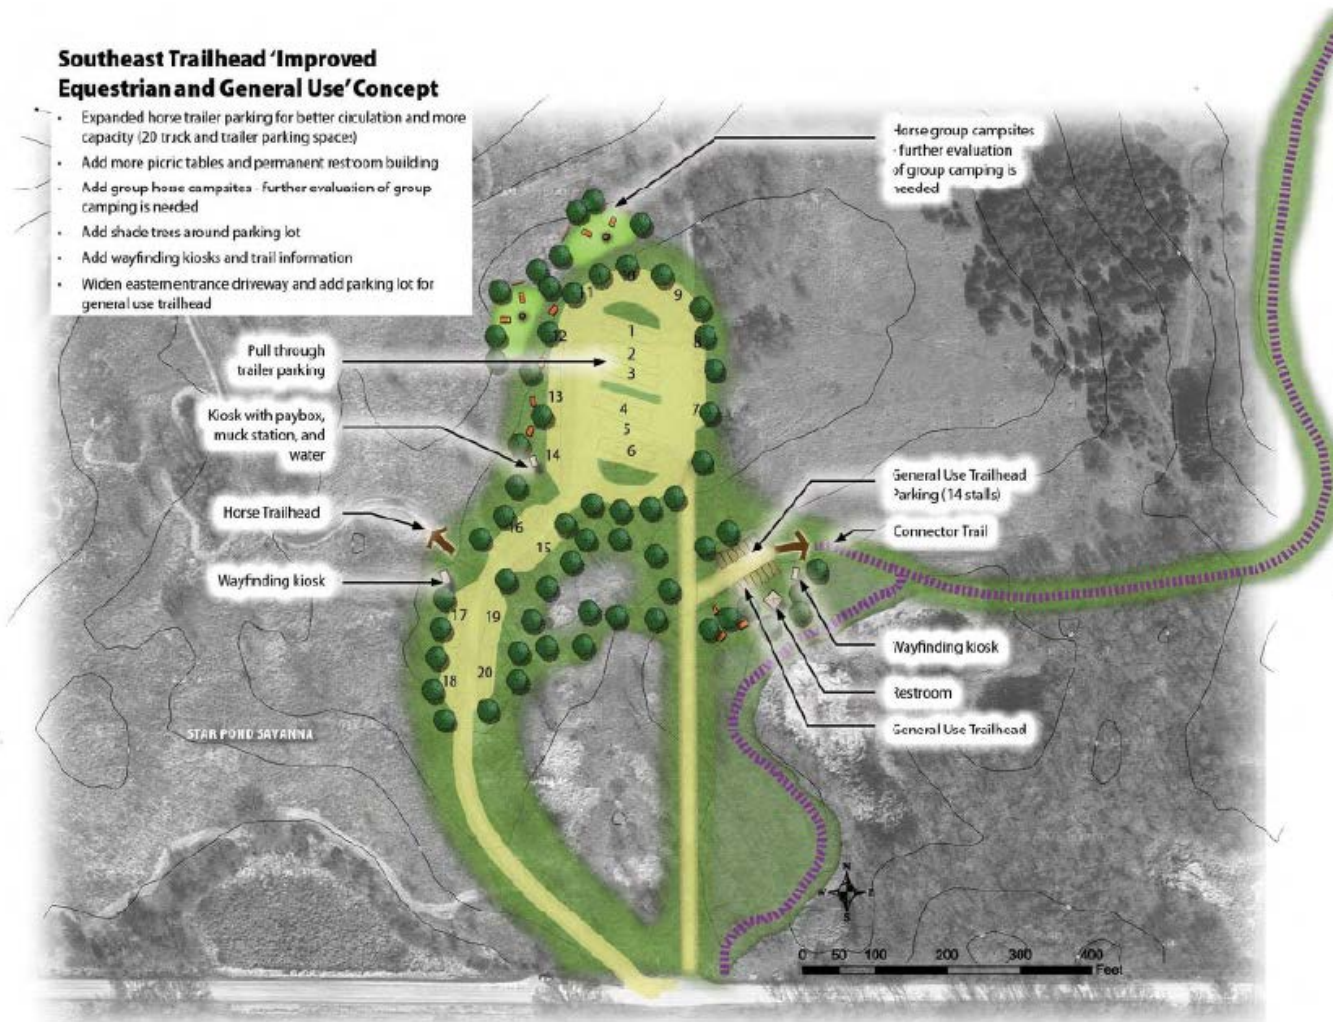 Southeast Trailhead 'Improved
Equestrian and General Use' Concept
• Expanded horse trailer parking for better circulation and more
capacity (20 truck and trailer parking spaces)
• Add more picnic tables and permanent restroom building
- Add group horse campsites - further evaluation of group
camping is needed
• Add shade trees around parking lot
• Add wayfinding kiosks and trail information
• Widen eastern entrance driveway and add parking lot for
general use trailhead
Horse group campsites
- further evaluation
of group camping is
needed
Pull through
trailer parking
Kiosk with paybox,
muck station, and
water
Horse Trailhead
Wayfinding kiosk
General Use Trailhead
Parking (14 stalls)
Connector Trail
Wayfinding kiosk
Restroom
General Use Trailhead
STAR POND SAVANNA
1
2
3
4
5
6
7
8
9
10
11
12
13
14
15
16
17
18
19
20
N
W E
S
0 50 100 200 300 400
Feet